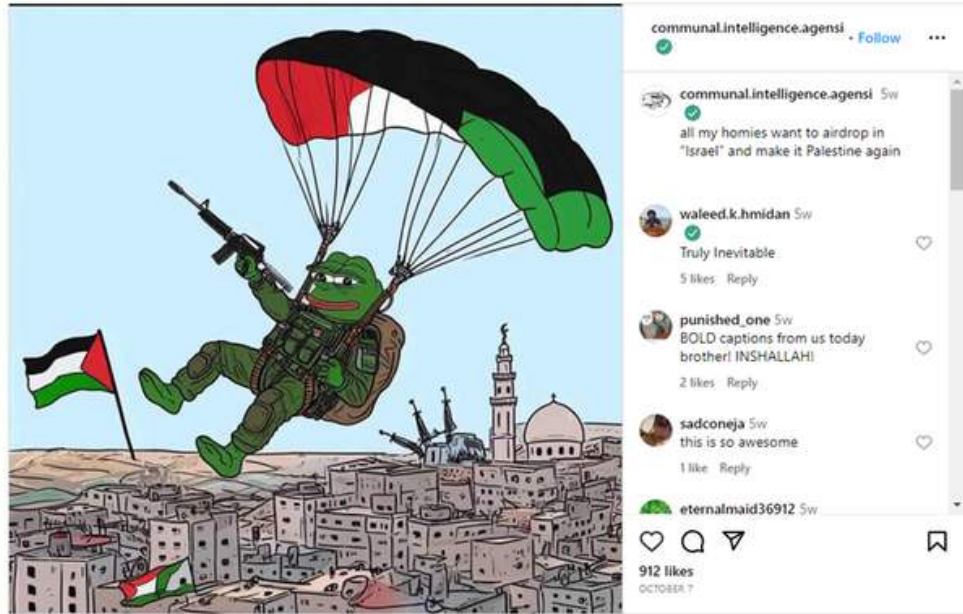 communal.intelligence.agensi
• Follow
communal.intelligence.agensi 5w
all my homies want to airdrop in
"Israel" and make it Palestine again
waleed.k.hmidan 5w
Truly Inevitable
5 likes Reply
punished_one 5w
BOLD captions from us today
brother! INSHALLAH!
2 likes Reply
sadconeja 5w
this is so awesome
1 like Reply
eternalmaid36912 5w
912 likes
OCTOBER 7